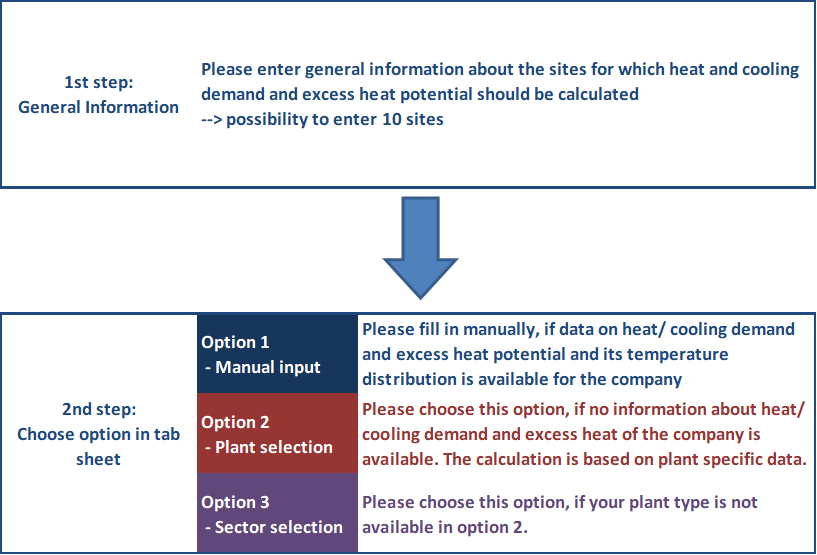 1st step:
General Information
Please enter general information about the sites for which heat and cooling
demand and excess heat potential should be calculated
--> possibility to enter 10 sites
2nd step:
Choose option in tab
sheet
Option 1
- Manual input
Please fill in manually, if data on heat/ cooling demand
and excess heat potential and its temperature
distribution is available for the company
Option 2
- Plant selection
Please choose this option, if no information about heat/
cooling demand and excess heat of the company is
available. The calculation is based on plant specific data.
Option 3
- Sector selection
Please choose this option, if your plant type is not
available in option 2.